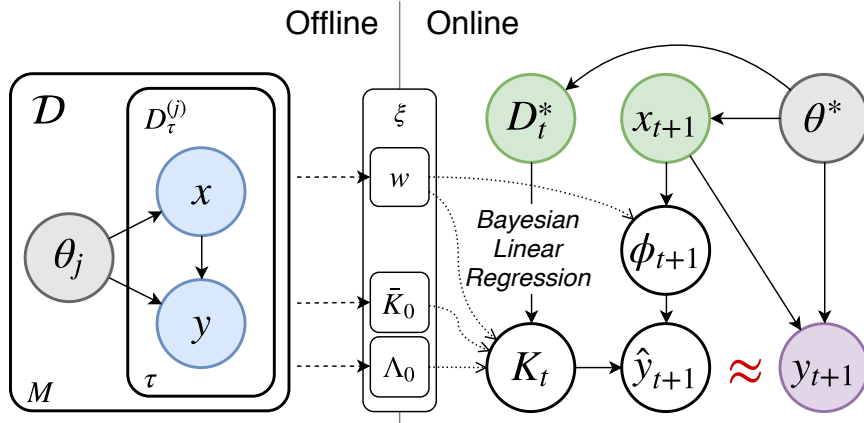 Offline
Online
𝒟
D_τ^{(j)}
x
θ_j
y
M
τ
ξ
w
K̄_0
Λ_0
D_t^*
x_{t+1}
θ^*
Bayesian
Linear
Regression
ϕ_{t+1}
K_t
ŷ_{t+1}
≈
y_{t+1}